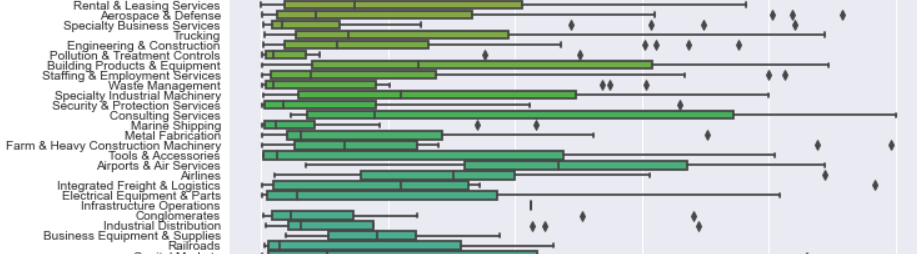 Rental & Leasing Services
Aerospace & Defense
Specialty Business Services
Trucking
Engineering & Construction
Pollution & Treatment Controls
Building Products & Equipment
Staffing & Employment Services
Waste Management
Specialty Industrial Machinery
Security & Protection Services
Consulting Services
Marine Shipping
Metal Fabrication
Farm & Heavy Construction Machinery
Tools & Accessories
Airports & Air Services
Airlines
Integrated Freight & Logistics
Electrical Equipment & Parts
Infrastructure Operations
Conglomerates
Industrial Distribution
Business Equipment & Supplies
Railroads